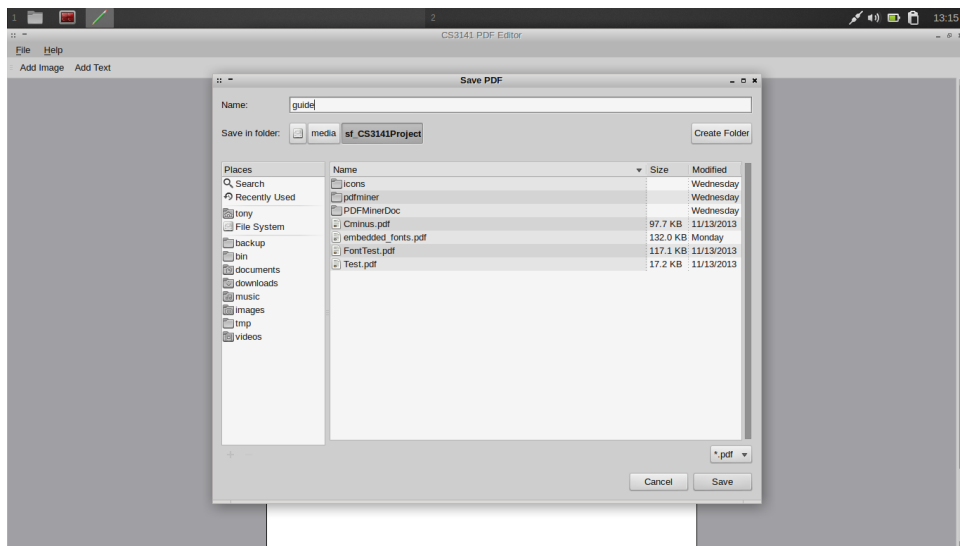 1 2 13:15
CS3141 PDF Editor
File Help
Add Image Add Text
Save PDF
Name: guide
Save in folder: media sf_CS3141Project Create Folder
Places Name Size Modified
Search icons Wednesday
Recently Used pdfminer Wednesday
PDFMinerDoc Wednesday
tony Cminus.pdf 97.7 KB 11/13/2013
File System embedded_fonts.pdf 132.0 KB Monday
backup FontTest.pdf 117.1 KB 11/13/2013
bin Test.pdf 17.2 KB 11/13/2013
documents
downloads
music
images
tmp
videos
*.pdf
Cancel Save